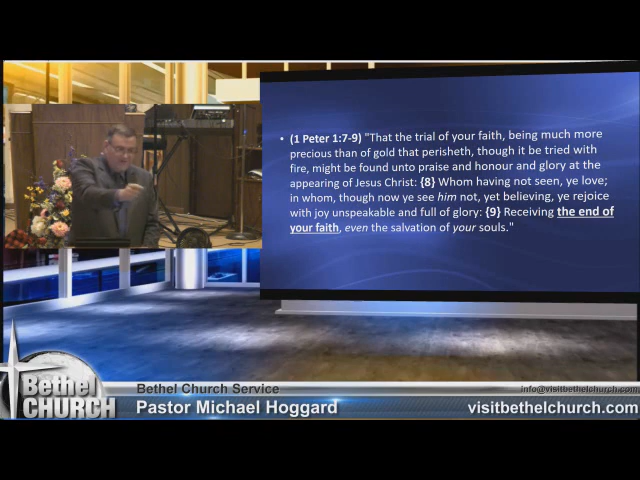 • (1 Peter 1:7-9) "That the trial of your faith, being much more
precious than of gold that perisheth, though it be tried with
fire, might be found unto praise and honour and glory at the
appearing of Jesus Christ: {8} Whom having not seen, ye love;
in whom, though now ye see him not, yet believing, ye rejoice
with joy unspeakable and full of glory: {9} Receiving the end of
your faith, even the salvation of your souls."
Bethel
CHURCH
Bethel Church Service
info@visitbethelchurch.com
Pastor Michael Hoggard
visitbethelchurch.com